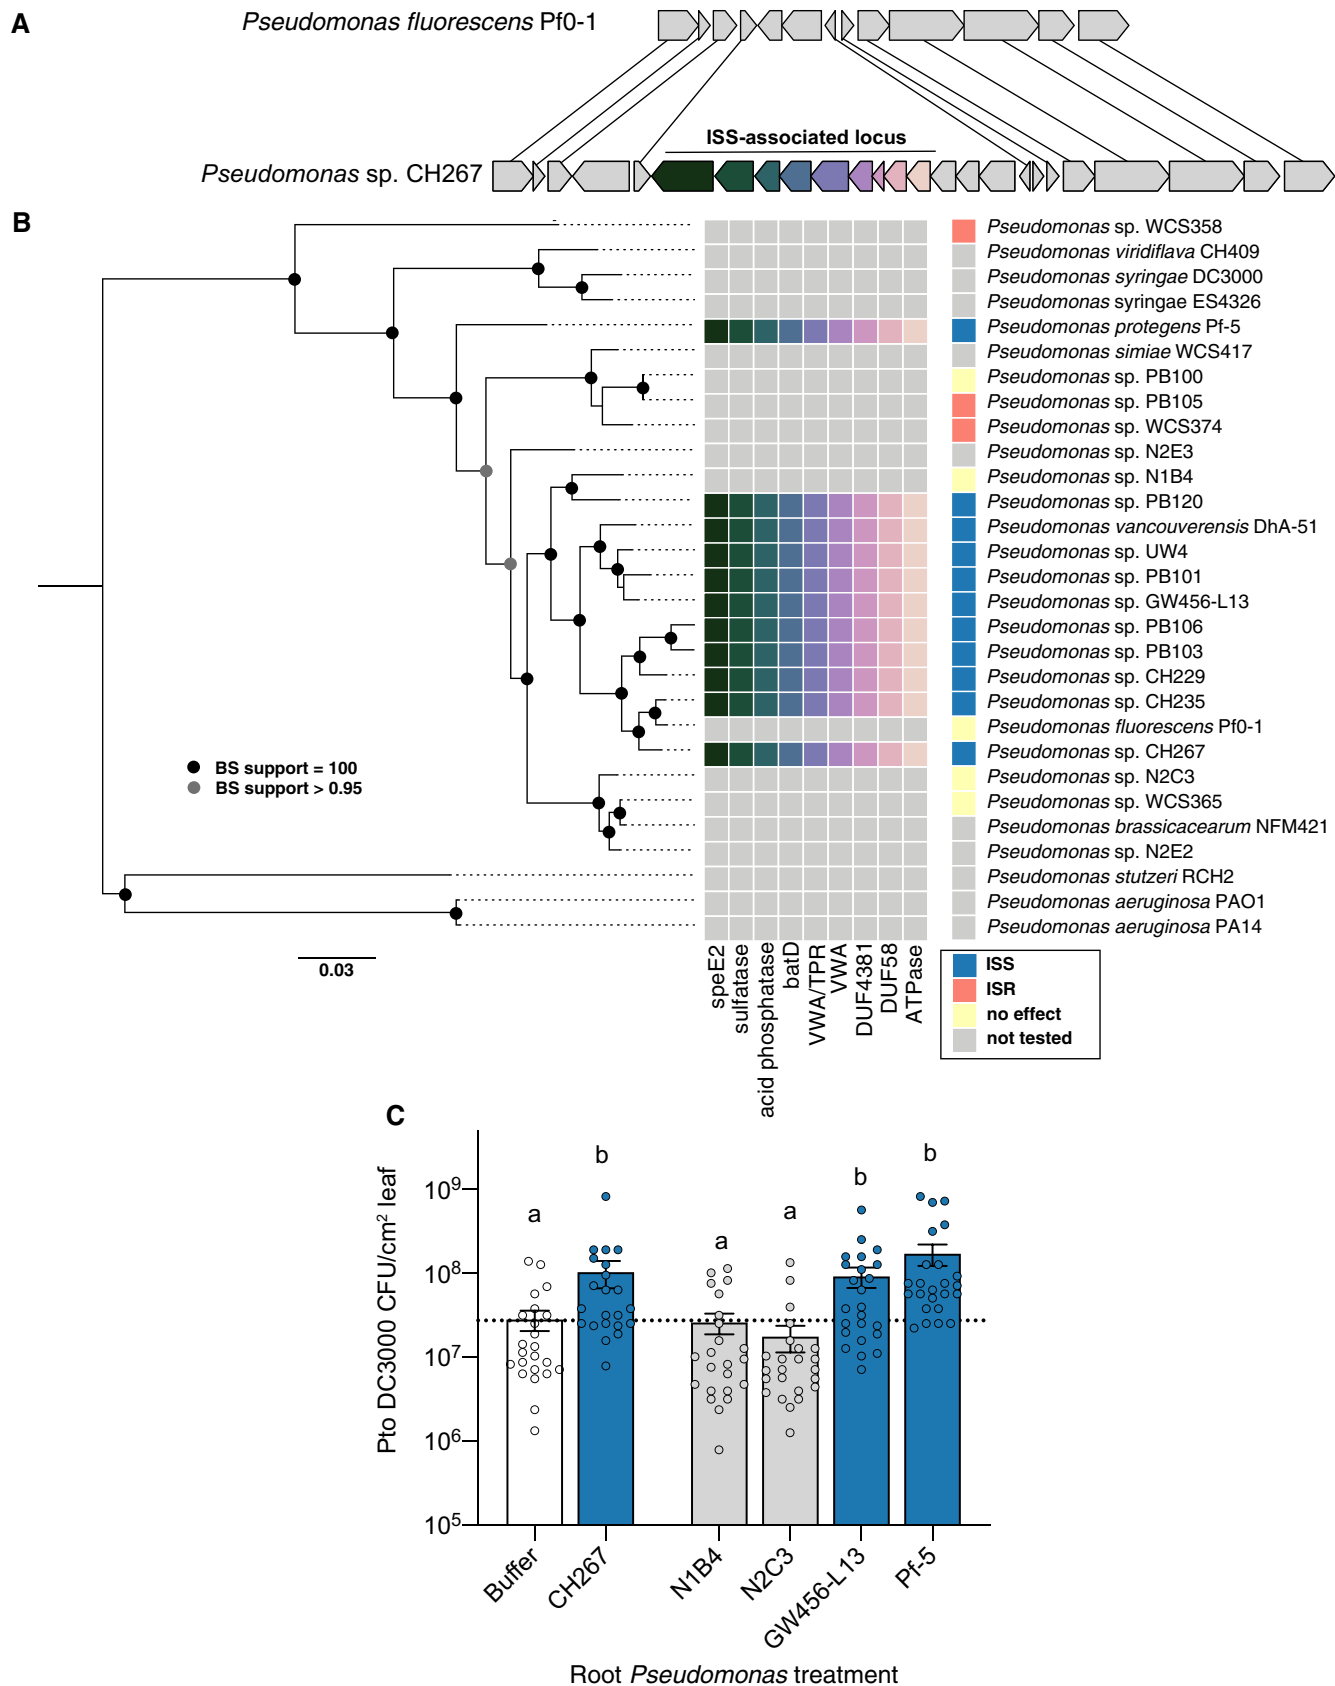 A
Pseudomonas fluorescens Pf0-1
ISS-associated locus
Pseudomonas sp. CH267
B
Pseudomonas sp. WCS358
Pseudomonas viridiflava CH409
Pseudomonas syringae DC3000
Pseudomonas syringae ES4326
Pseudomonas protegens Pf-5
Pseudomonas simiae WCS417
Pseudomonas sp. PB100
Pseudomonas sp. PB105
Pseudomonas sp. WCS374
Pseudomonas sp. N2E3
Pseudomonas sp. N1B4
Pseudomonas sp. PB120
Pseudomonas vancouverensis DhA-51
Pseudomonas sp. UW4
Pseudomonas sp. PB101
Pseudomonas sp. GW456-L13
Pseudomonas sp. PB106
Pseudomonas sp. PB103
Pseudomonas sp. CH229
Pseudomonas sp. CH235
Pseudomonas fluorescens Pf0-1
Pseudomonas sp. CH267
Pseudomonas sp. N2C3
Pseudomonas sp. WCS365
Pseudomonas brassicacearum NFM421
Pseudomonas sp. N2E2
Pseudomonas stutzeri RCH2
Pseudomonas aeruginosa PAO1
Pseudomonas aeruginosa PA14
BS support = 100
BS support > 0.95
0.03
speE2
sulfatase
acid phosphatase
batD
VWA/TPR
VWA
DUF4381
DUF58
ATPase
ISS
ISR
no effect
not tested
C
Pto DC3000 CFU/cm² leaf
10⁹
10⁸
10⁷
10⁶
10⁵
a
b
a
a
b
b
Buffer
CH267
N1B4
N2C3
GW456-L13
Pf-5
Root Pseudomonas treatment